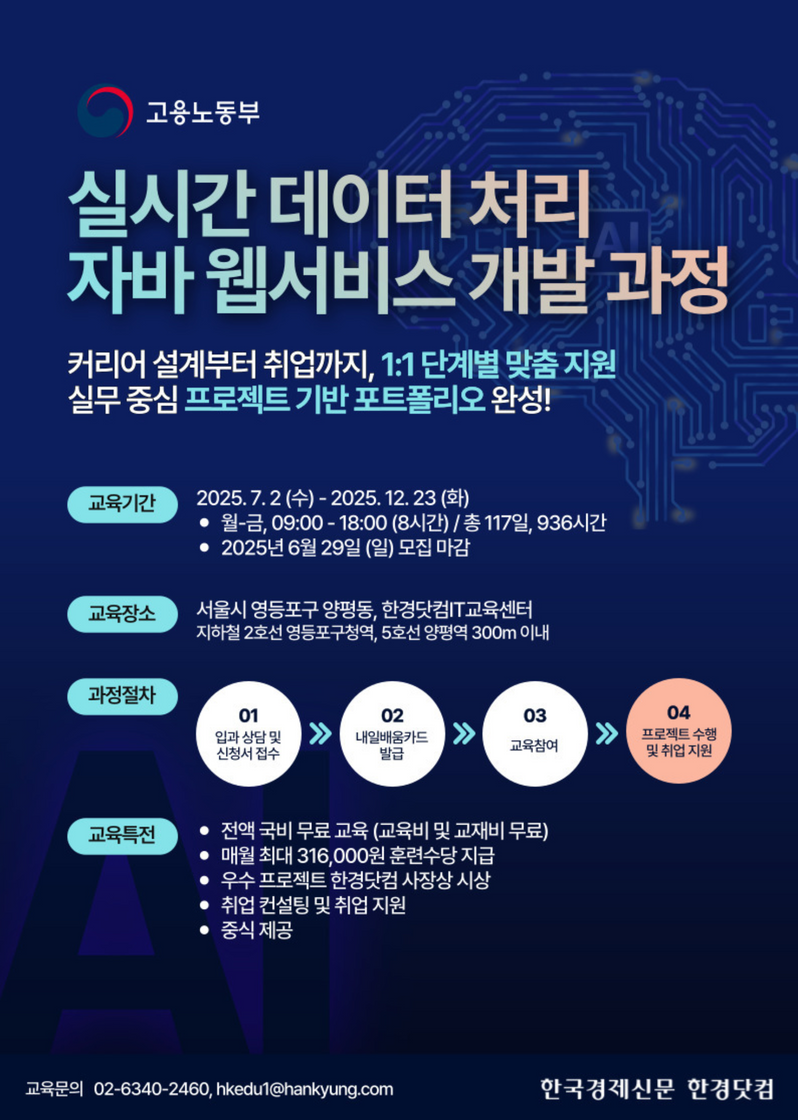 고용노동부
실시간 데이터 처리
자바 웹서비스 개발 과정
커리어 설계부터 취업까지, 1:1 단계별 맞춤 지원
실무 중심 프로젝트 기반 포트폴리오 완성!
교육기간
2025. 7. 2 (수) - 2025. 12. 23 (화)
• 월-금, 09:00 - 18:00 (8시간) / 총 117일, 936시간
• 2025년 6월 29일 (일) 모집 마감
교육장소
서울시 영등포구 양평동, 한경닷컴IT교육센터
지하철 2호선 영등포구청역, 5호선 양평역 300m 이내
과정절차
01
입과 상담 및
신청서 접수
02
내일배움카드
발급
03
교육참여
04
프로젝트 수행
및 취업 지원
교육특전
• 전액 국비 무료 교육 (교육비 및 교재비 무료)
• 매월 최대 316,000원 훈련수당 지급
• 우수 프로젝트 한경닷컴 사장상 시상
• 취업 컨설팅 및 취업 지원
• 중식 제공
AI
AI
교육문의 02-6340-2460, hkedu1@hankyung.com
한국경제신문 한경닷컴